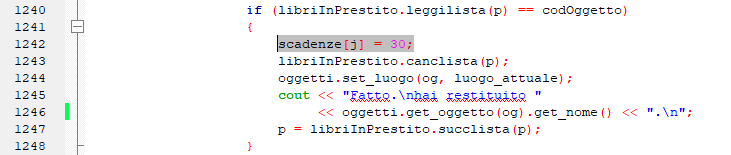 1240 if (libriInPrestito.leggilista(p) == codOggetto)
1241 {
1242 scadenze[j] = 30;
1243 libriInPrestito.canclista(p);
1244 oggetti.set_luogo(og, luogo_attuale);
1245 cout << "Fatto.\nhai restituito "
1246 << oggetti.get_oggetto(og).get_nome() << ".\n";
1247 p = libriInPrestito.succlista(p);
1248 }